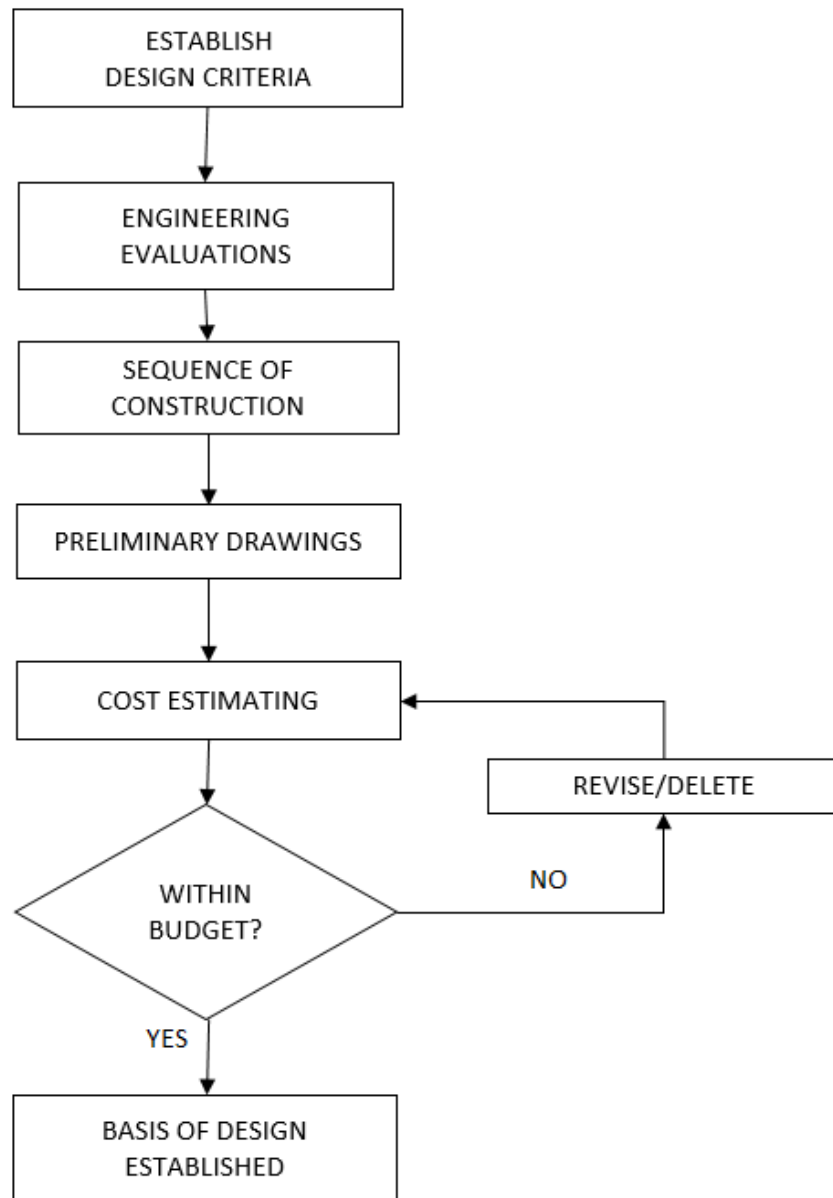 ESTABLISH
DESIGN CRITERIA
ENGINEERING
EVALUATIONS
SEQUENCE OF
CONSTRUCTION
PRELIMINARY DRAWINGS
COST ESTIMATING
REVISE/DELETE
WITHIN
BUDGET?
NO
YES
BASIS OF DESIGN
ESTABLISHED